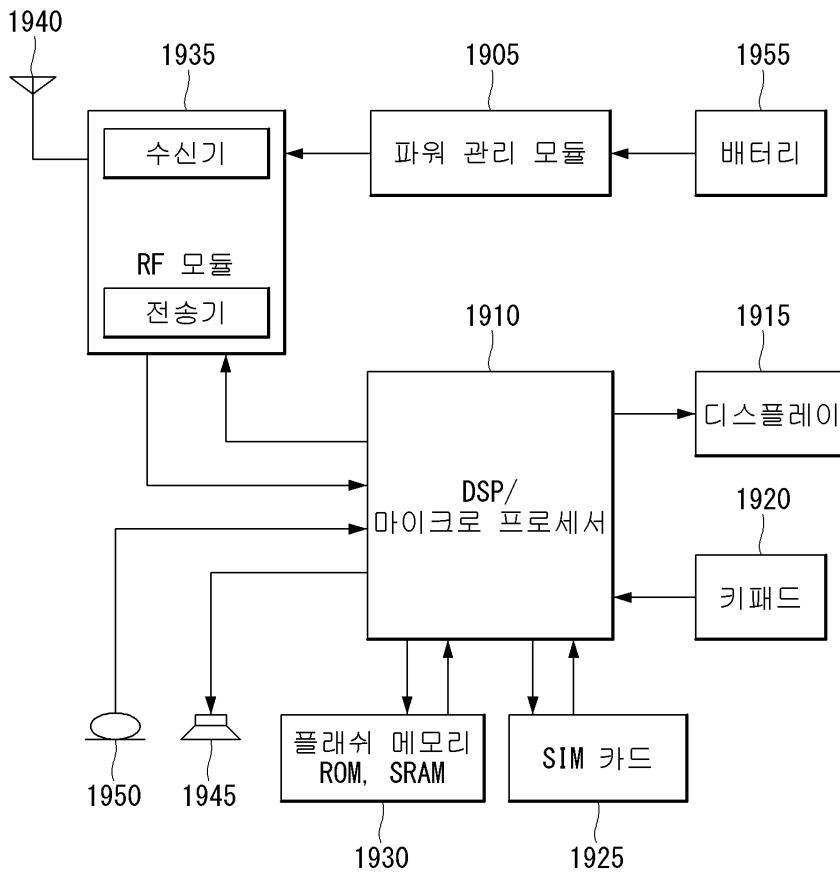 1940
1935
1905
1955
수신기
파워 관리 모듈
배터리
RF 모듈
전송기
1910
1915
디스플레이
DSP/
마이크로 프로세서
1920
키패드
플래쉬 메모리
ROM, SRAM
SIM 카드
1950
1945
1930
1925